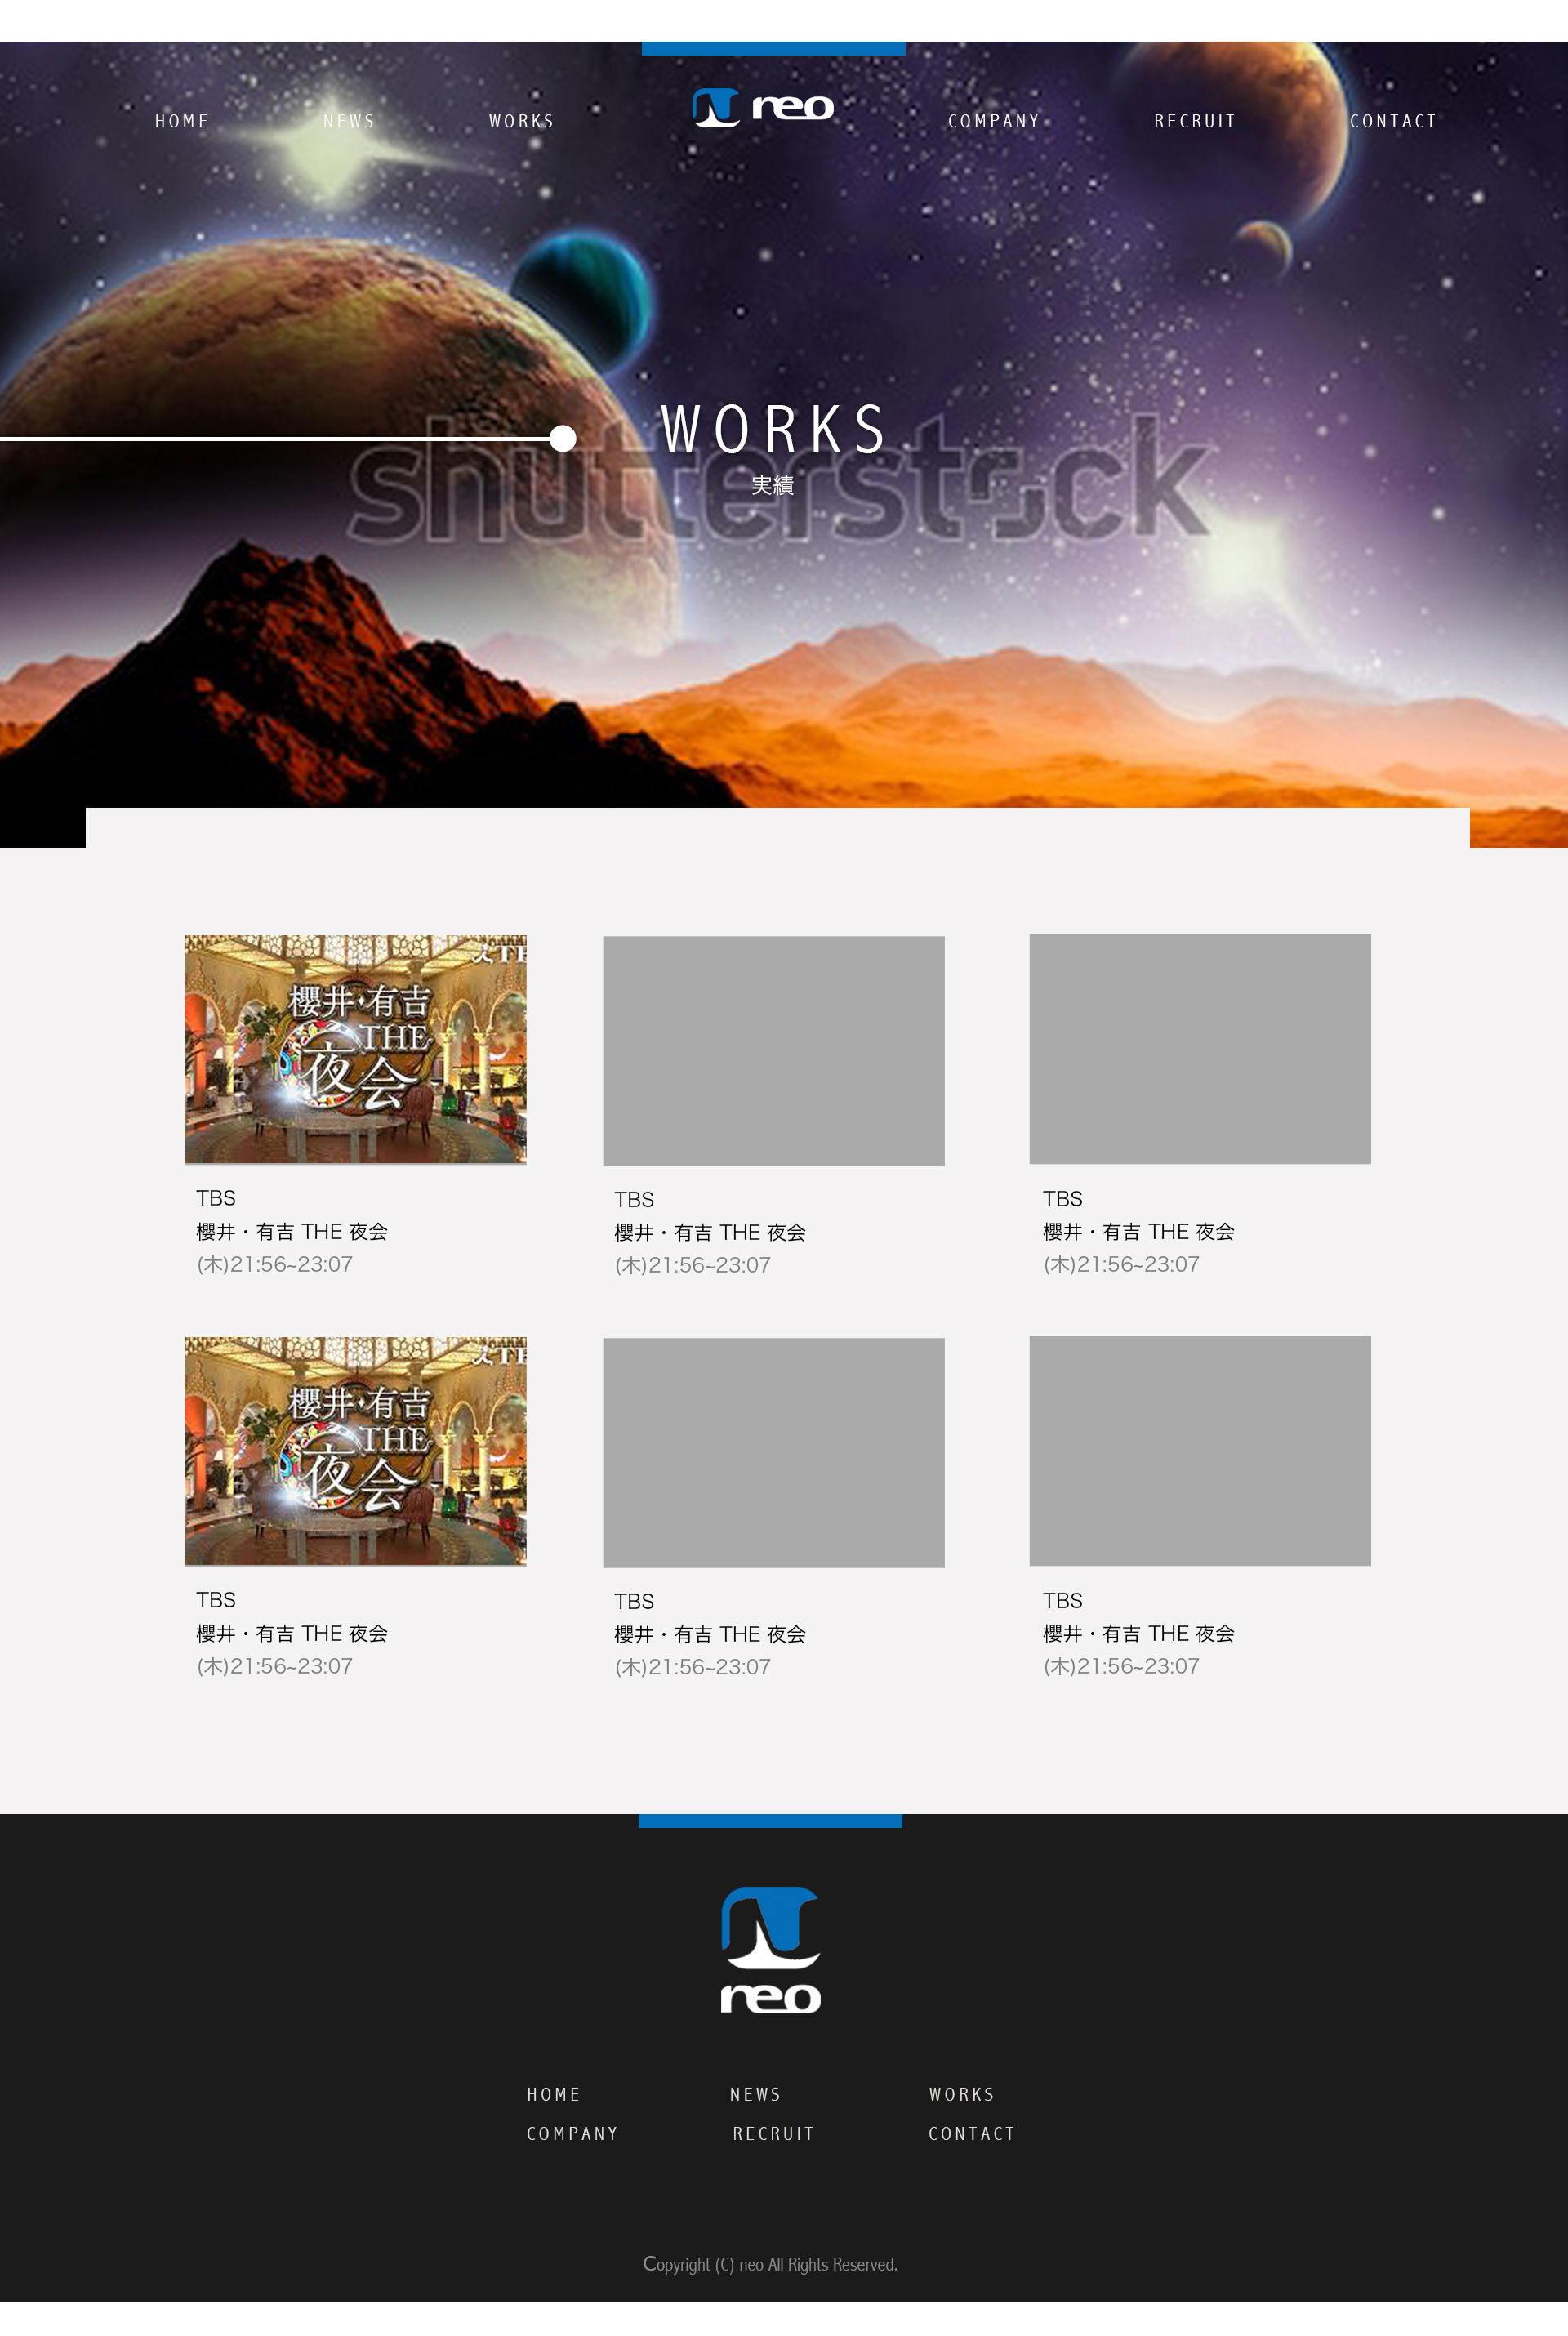 HOME NEWS WORKS neo COMPANY RECRUIT CONTACT
WORKS
shutterstock
実績
櫻井・有吉
THE
夜会
TBS
櫻井・有吉 THE 夜会
(木)21:56~23:07
TBS
櫻井・有吉 THE 夜会
(木)21:56~23:07
TBS
櫻井・有吉 THE 夜会
(木)21:56~23:07
櫻井・有吉
THE
夜会
TBS
櫻井・有吉 THE 夜会
(木)21:56~23:07
TBS
櫻井・有吉 THE 夜会
(木)21:56~23:07
TBS
櫻井・有吉 THE 夜会
(木)21:56~23:07
neo
HOME NEWS WORKS
COMPANY RECRUIT CONTACT
Copyright (C) neo All Rights Reserved.